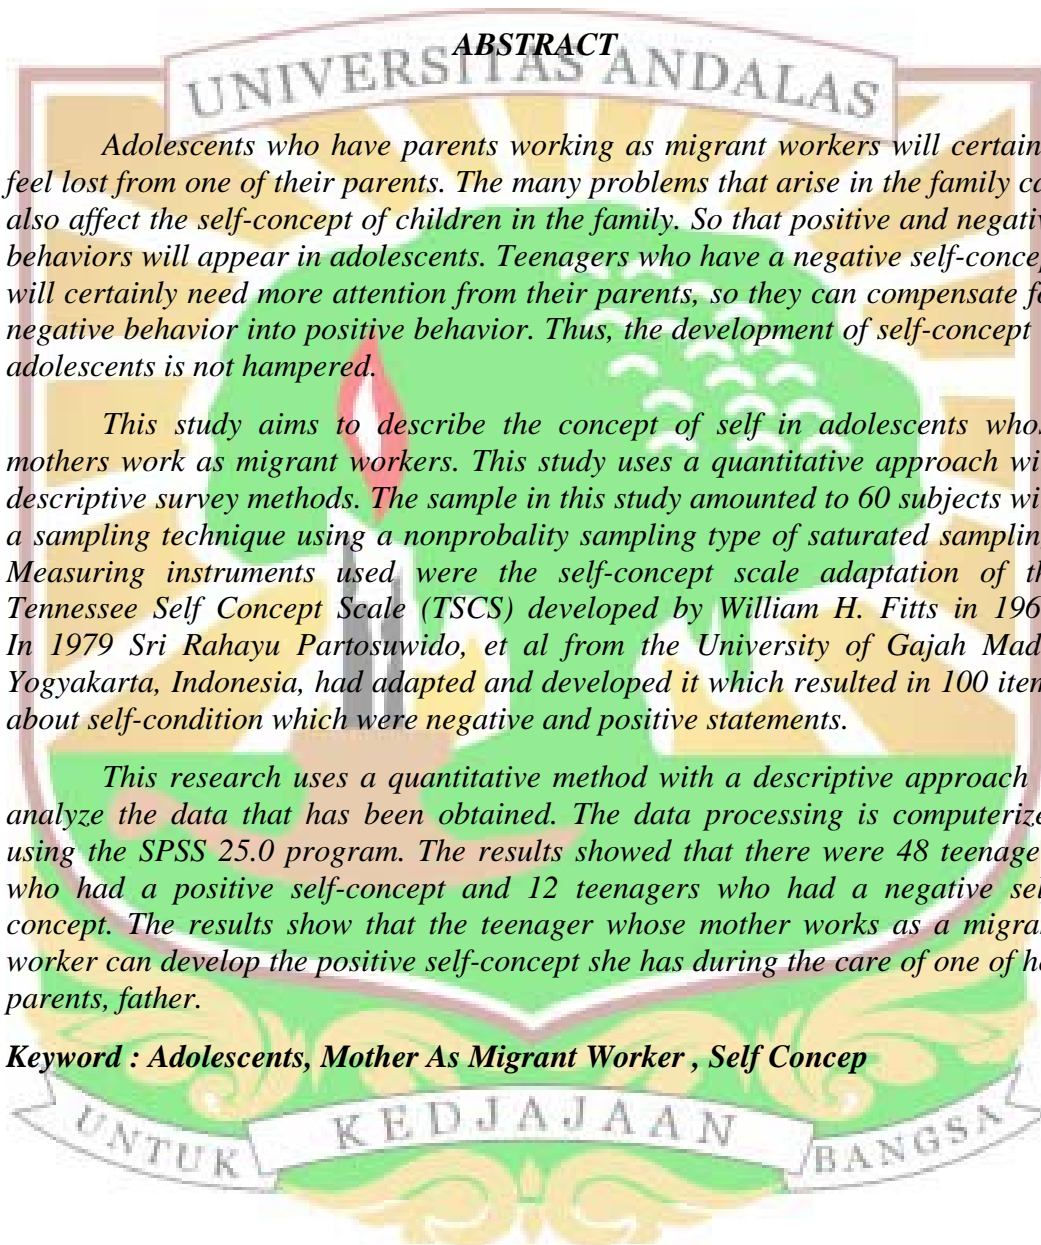 ABSTRACT
UNIVERSITAS ANDALAS
Adolescents who have parents working as migrant workers will certain
feel lost from one of their parents. The many problems that arise in the family ca
also affect the self-concept of children in the family. So that positive and negativ
behaviors will appear in adolescents. Teenagers who have a negative self-concep
will certainly need more attention from their parents, so they can compensate fo
negative behavior into positive behavior. Thus, the development of self-concept
adolescents is not hampered.
This study aims to describe the concept of self in adolescents whos
mothers work as migrant workers. This study uses a quantitative approach wi
descriptive survey methods. The sample in this study amounted to 60 subjects wi
a sampling technique using a nonprobality sampling type of saturated sampling
Measuring instruments used were the self-concept scale adaptation of th
Tennessee Self Concept Scale (TSCS) developed by William H. Fitts in 196
In 1979 Sri Rahayu Partosuwido, et al from the University of Gajah Mad
Yogyakarta, Indonesia, had adapted and developed it which resulted in 100 item
about self-condition which were negative and positive statements.
This research uses a quantitative method with a descriptive approach
analyze the data that has been obtained. The data processing is computerize
using the SPSS 25.0 program. The results showed that there were 48 teenage
who had a positive self-concept and 12 teenagers who had a negative sel
concept. The results show that the teenager whose mother works as a migra
worker can develop the positive self-concept she has during the care of one of he
parents, father.
Keyword : Adolescents, Mother As Migrant Worker , Self Concep
UNTUK KEDJAJAAN BANGSA